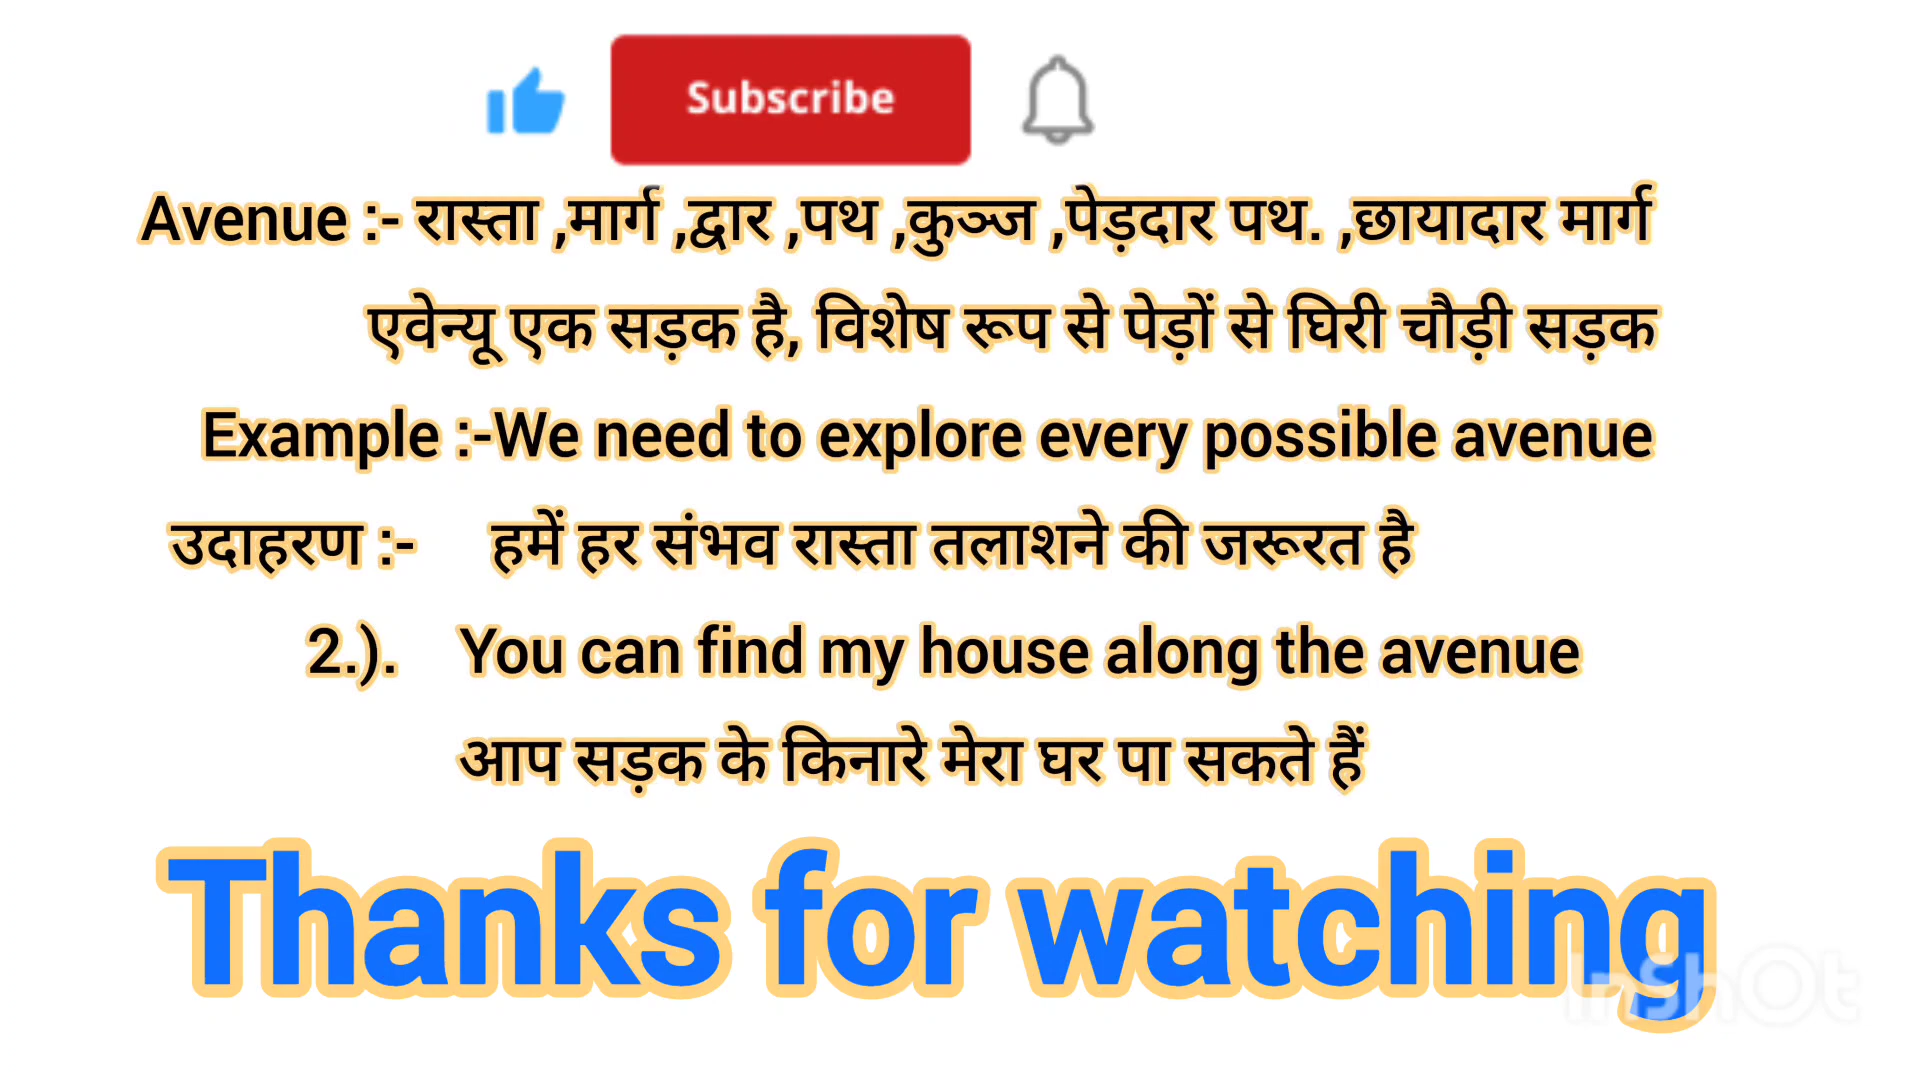 Subscribe
Avenue :- रास्ता ,मार्ग ,द्वार ,पथ ,कुञ्ज ,पेड़दार पथ. ,छायादार मार्ग
एवेन्यू एक सड़क है, विशेष रूप से पेड़ों से घिरी चौड़ी सड़क
Example :-We need to explore every possible avenue
उदाहरण :- हमें हर संभव रास्ता तलाशने की जरूरत है
2.). You can find my house along the avenue
आप सड़क के किनारे मेरा घर पा सकते हैं
Thanks for watching
InShOt